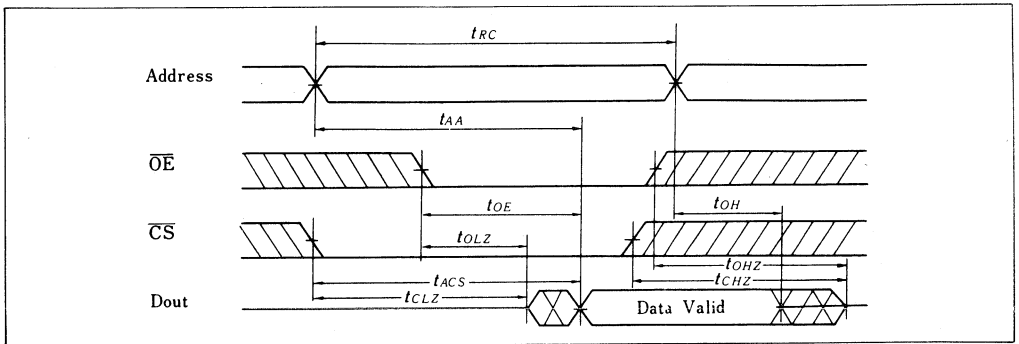 tRC
Address
tAA
OE
tOE
tOH
CS
tOLZ
tOHZ
tACS
tCHZ
tCLZ
Dout
Data Valid